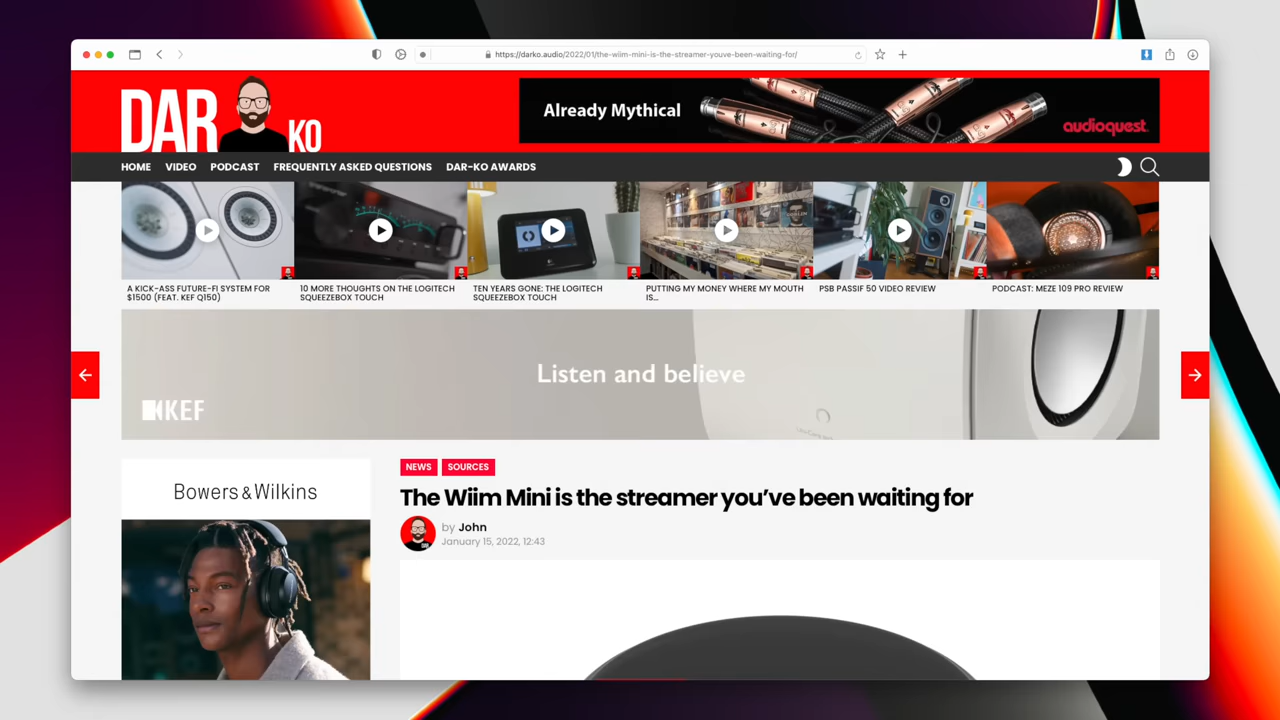 https://darko.audio/2022/01/the-wiim-mini-is-the-streamer-youve-been-waiting-for/
DAR KO
Already Mythical
audioquest
HOME VIDEO PODCAST FREQUENTLY ASKED QUESTIONS DAR-KO AWARDS
A KICK-ASS FUTURE-FI SYSTEM FOR
$1500 (FEAT. KEF Q150)
10 MORE THOUGHTS ON THE LOGITECH
SQUEEZEBOX TOUCH
TEN YEARS GONE: THE LOGITECH
SQUEEZEBOX TOUCH
PUTTING MY MONEY WHERE MY MOUTH
IS...
PSB PASSIF 50 VIDEO REVIEW
PODCAST: MEZE 109 PRO REVIEW
Listen and believe
KEF
Bowers & Wilkins
NEWS SOURCES
The Wiim Mini is the streamer you’ve been waiting for
by John
January 15, 2022, 12:43